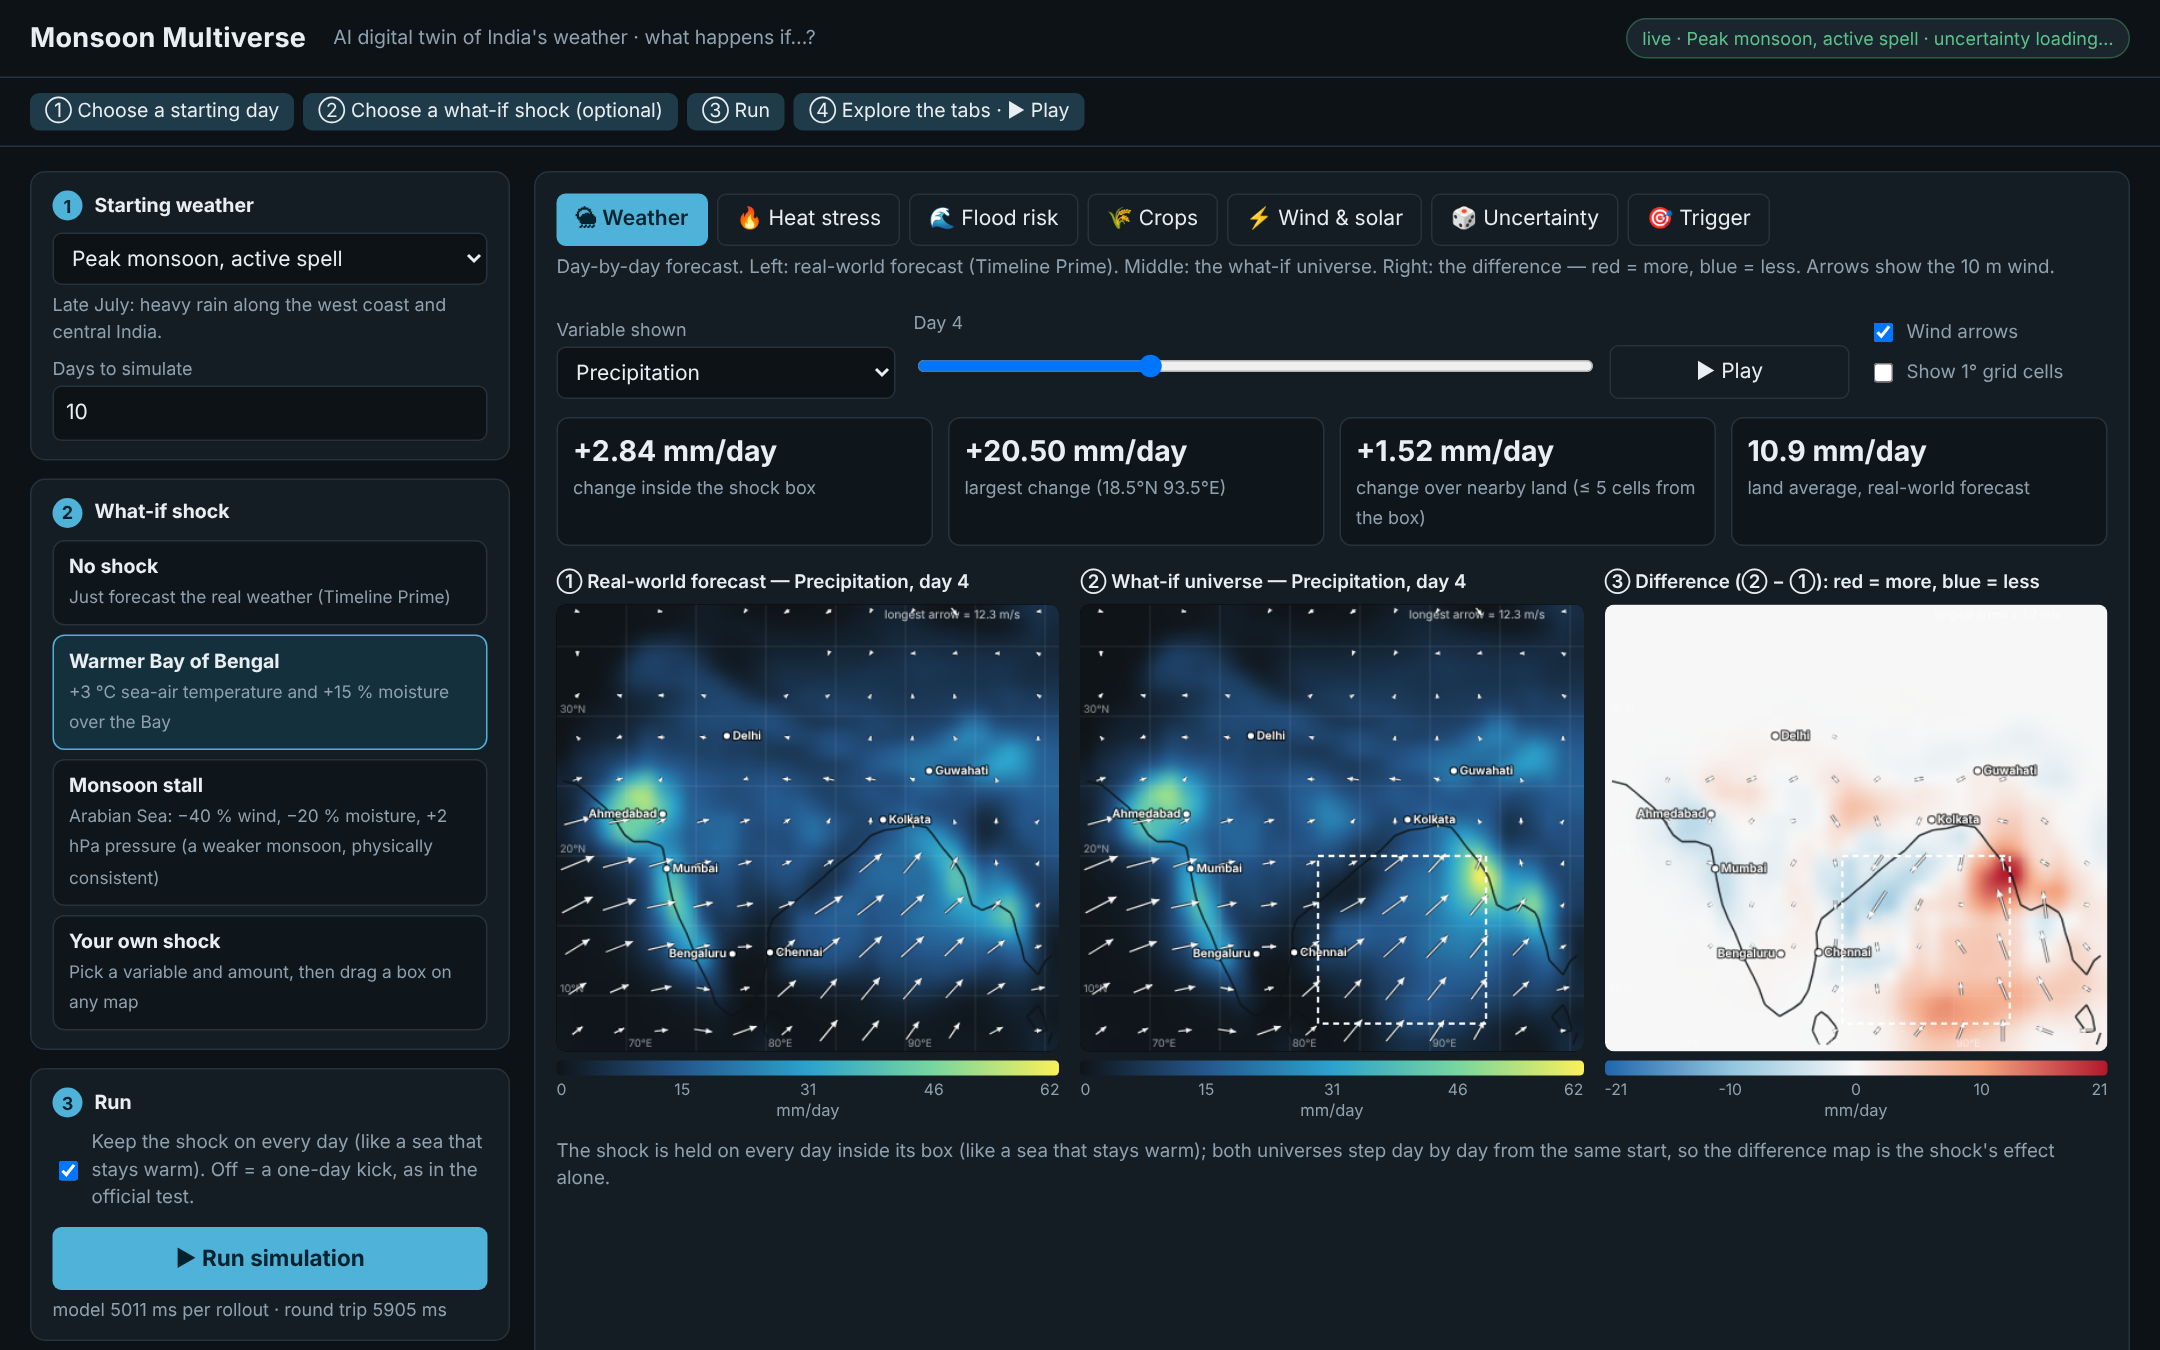 Monsoon Multiverse
AI digital twin of India's weather · what happens if...?
live · Peak monsoon, active spell · uncertainty loading...
① Choose a starting day
② Choose a what-if shock (optional)
③ Run
④ Explore the tabs · ▶ Play
1 Starting weather
Peak monsoon, active spell
Late July: heavy rain along the west coast and
central India.
Days to simulate
10
2 What-if shock
No shock
Just forecast the real weather (Timeline Prime)
Warmer Bay of Bengal
+3 °C sea-air temperature and +15 % moisture
over the Bay
Monsoon stall
Arabian Sea: −40 % wind, −20 % moisture, +2
hPa pressure (a weaker monsoon, physically
consistent)
Your own shock
Pick a variable and amount, then drag a box on
any map
3 Run
Keep the shock on every day (like a sea that
stays warm). Off = a one-day kick, as in the
official test.
▶ Run simulation
model 5011 ms per rollout · round trip 5905 ms
🌦 Weather
🔥 Heat stress
🌊 Flood risk
🌾 Crops
⚡ Wind & solar
🎲 Uncertainty
🎯 Trigger
Day-by-day forecast. Left: real-world forecast (Timeline Prime). Middle: the what-if universe. Right: the difference — red = more, blue = less. Arrows show the 10 m wind.
Variable shown
Precipitation
Day 4
▶ Play
Wind arrows
Show 1° grid cells
+2.84 mm/day
change inside the shock box
+20.50 mm/day
largest change (18.5°N 93.5°E)
+1.52 mm/day
change over nearby land (≤ 5 cells from
the box)
10.9 mm/day
land average, real-world forecast
① Real-world forecast — Precipitation, day 4
longest arrow = 12.3 m/s
30°N
Delhi
Guwahati
Ahmedabad
Kolkata
20°N
Mumbai
Bengaluru
Chennai
10°N
70°E
80°E
90°E
0
15
31
46
62
mm/day
② What-if universe — Precipitation, day 4
longest arrow = 12.3 m/s
30°N
Delhi
Guwahati
Ahmedabad
Kolkata
20°N
Mumbai
Bengaluru
Chennai
10°N
70°E
80°E
90°E
0
15
31
46
62
mm/day
③ Difference (② − ①): red = more, blue = less
Delhi
Guwahati
Ahmedabad
Kolkata
Mumbai
Bengaluru
Chennai
90°E
-21
-10
0
10
21
mm/day
The shock is held on every day inside its box (like a sea that stays warm); both universes step day by day from the same start, so the difference map is the shock's effect
alone.